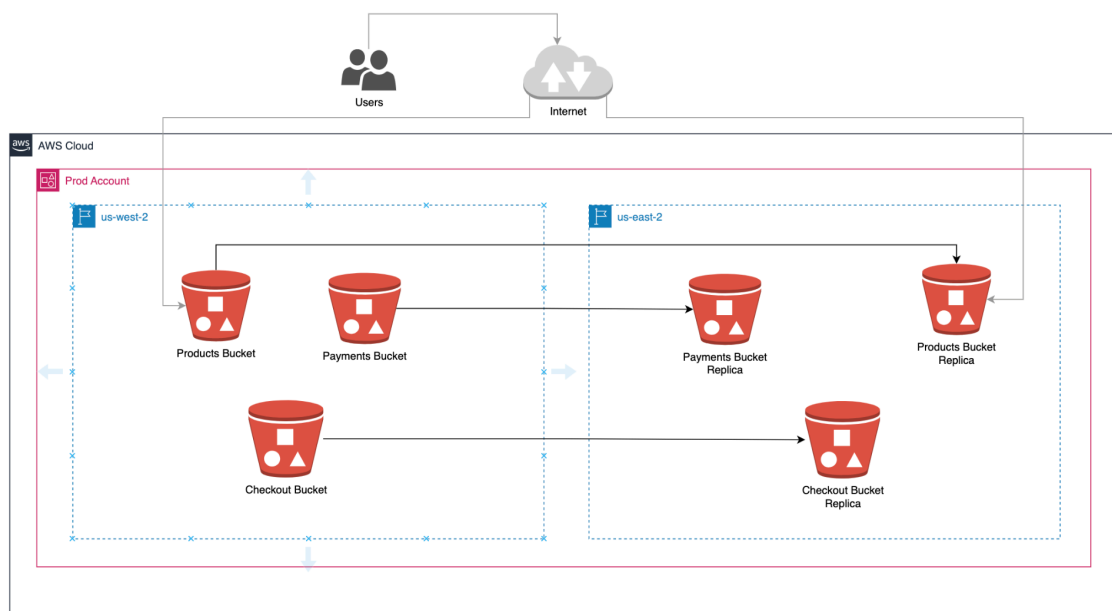 Users
Internet
aws
AWS Cloud
Prod Account
us-west-2
us-east-2
Products Bucket
Payments Bucket
Payments Bucket
Replica
Products Bucket
Replica
Checkout Bucket
Checkout Bucket
Replica